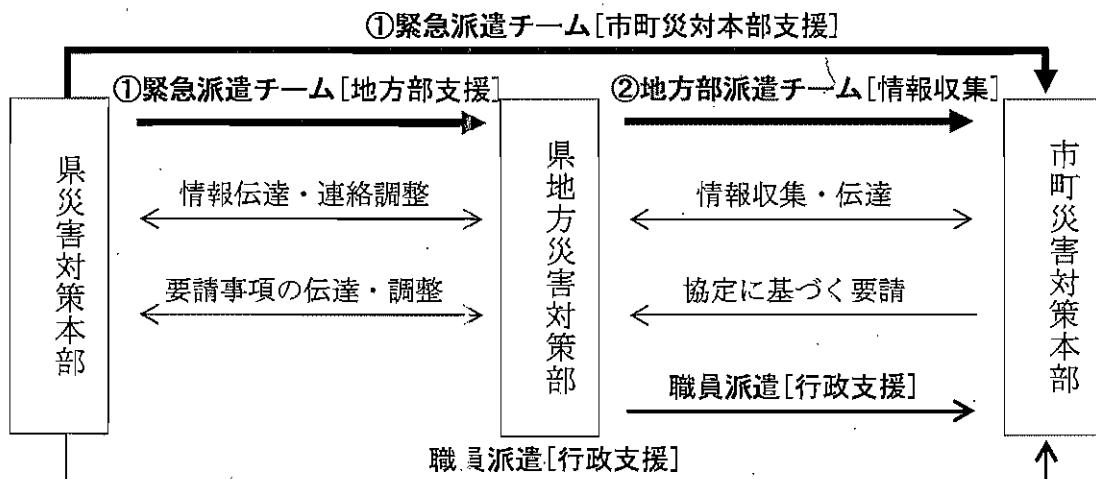 ①緊急派遣チーム[市町災対本部支援]
①緊急派遣チーム[地方部支援]
②地方部派遣チーム[情報収集]
県災害対策本部
情報伝達・連絡調整
要請事項の伝達・調整
県地方災害対策部
情報収集・伝達
協定に基づく要請
職員派遣[行政支援]
市町災害対策本部
職員派遣[行政支援]